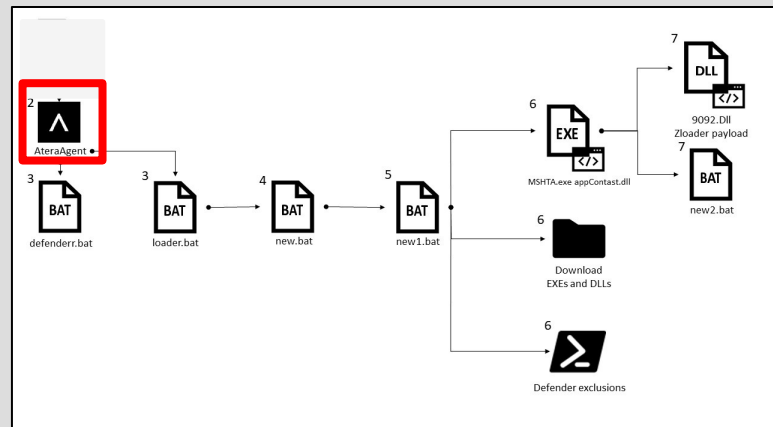 7
DLL
</>
9092.Dll
Zloader payload
2
AteraAgent
6
EXE
</>
MSHTA.exe appContast.dll
7
BAT
new2.bat
3
BAT
defenderr.bat
3
BAT
loader.bat
4
BAT
new.bat
5
BAT
new1.bat
6
Download
EXEs and DLLs
6
Defender exclusions